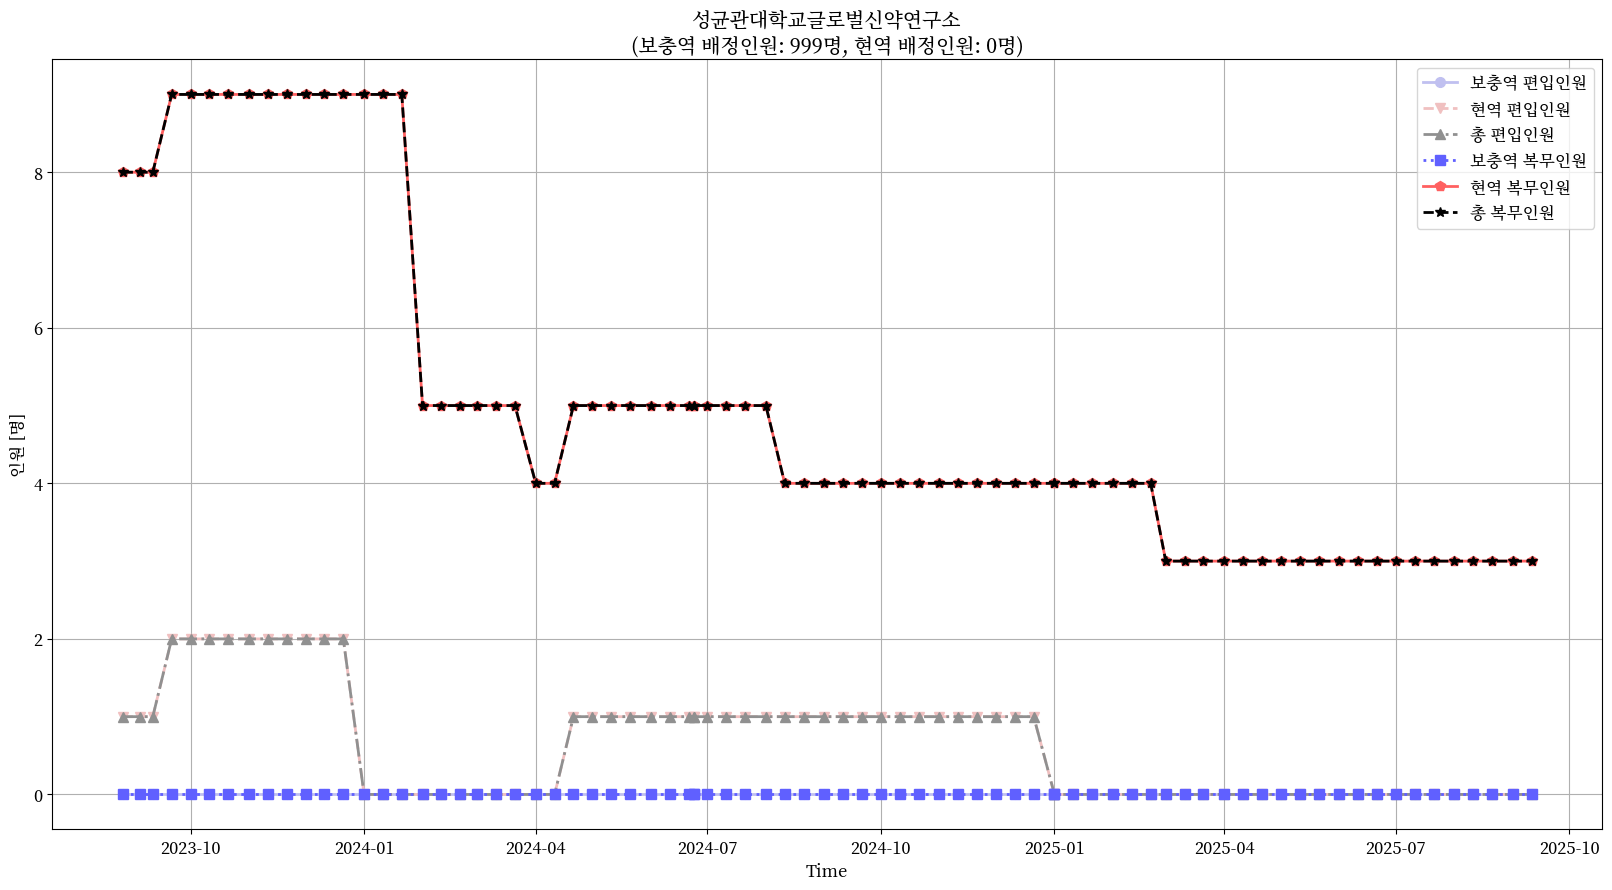 성균관대학교글로벌신약연구소
(보충역 배정인원: 999명, 현역 배정인원: 0명)
보충역 편입인원
현역 편입인원
총 편입인원
보충역 복무인원
현역 복무인원
총 복무인원
인원 [명]
8
6
4
2
0
2023-10 2024-01 2024-04 2024-07 2024-10 2025-01 2025-04 2025-07 2025-10
Time